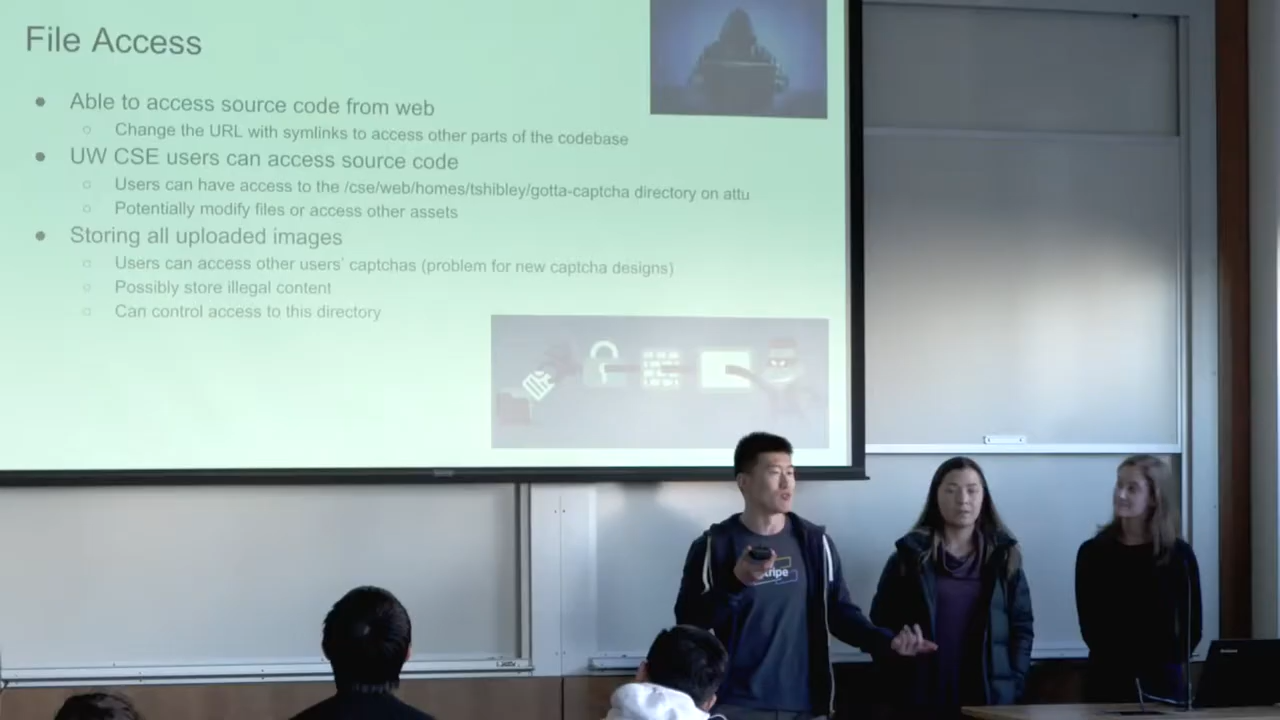 File Access
Able to access source code from web
Change the URL with symlinks to access other parts of the codebase
UW CSE users can access source code
Users can have access to the /cse/web/homes/tshibley/gotta-captcha directory on attu
Potentially modify files or access other assets
Storing all uploaded images
Users can access other users' captchas (problem for new captcha designs)
Possibly store illegal content
Can control access to this directory
stripe